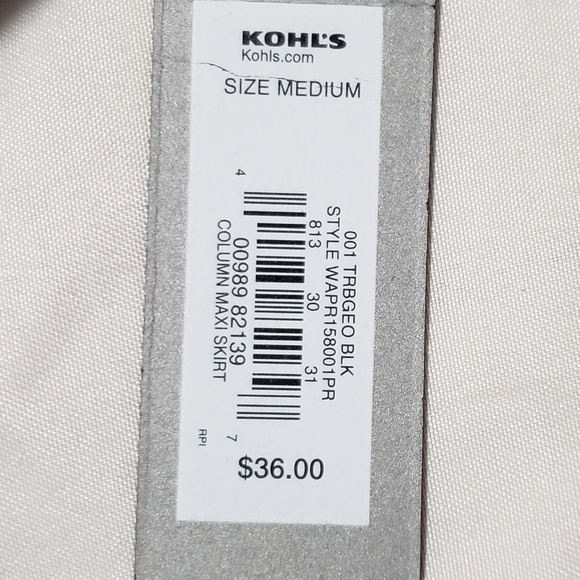 KOHL'S
Kohls.com
SIZE MEDIUM
001 TRBGEO BLK
STYLE WAPR158001PR
813 30 31
4
00989 82139
7
COLUMN MAXI SKIRT
RPI
$36.00